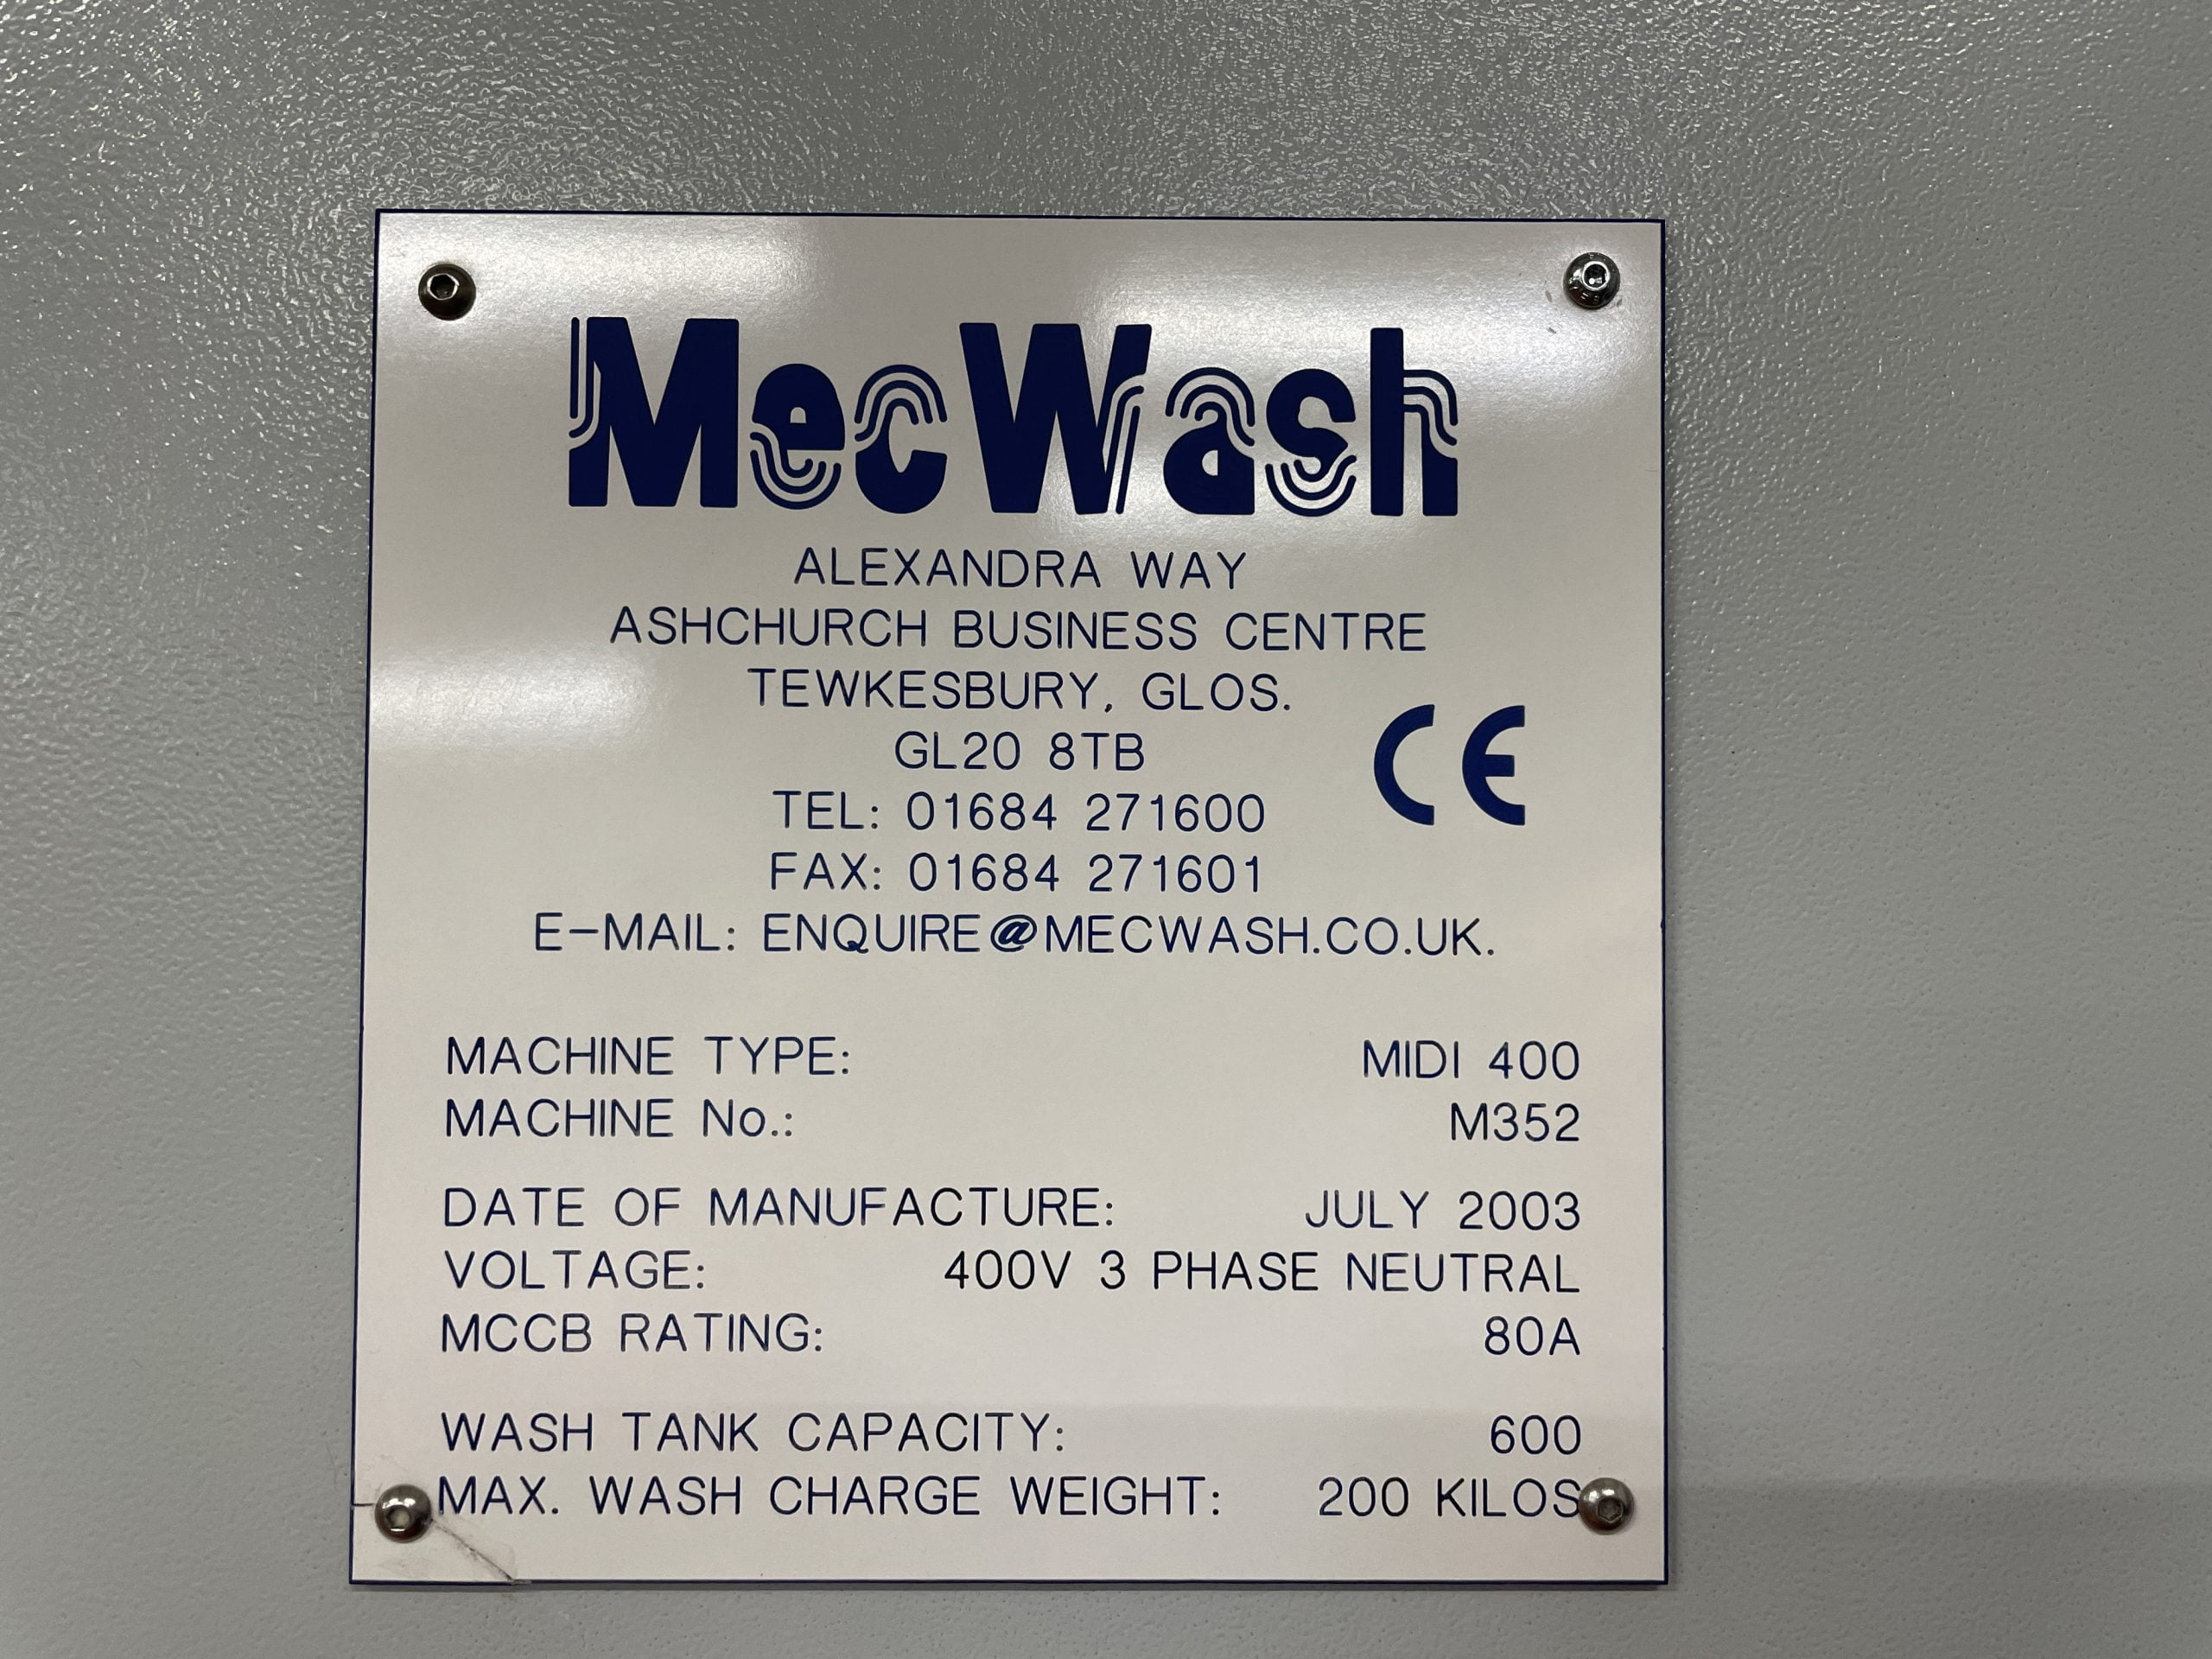 MecWash
ALEXANDRA WAY
ASHCHURCH BUSINESS CENTRE
TEWKESBURY, GLOS.
GL20 8TB
CE
TEL: 01684 271600
FAX: 01684 271601
E-MAIL: ENQUIRE@MECWASH.CO.UK.
MACHINE TYPE: MIDI 400
MACHINE No.: M352
DATE OF MANUFACTURE: JULY 2003
VOLTAGE: 400V 3 PHASE NEUTRAL
MCCB RATING: 80A
WASH TANK CAPACITY: 600
MAX. WASH CHARGE WEIGHT: 200 KILOS